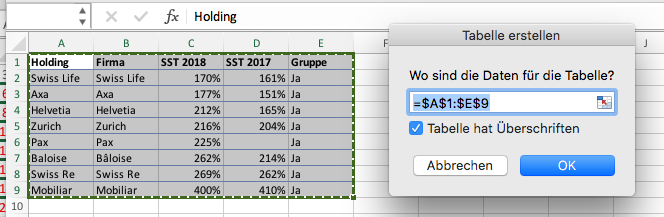 fx Holding
Tabelle erstellen
A B C D E F J
1 Holding Firma SST 2018 SST 2017 Gruppe
2 Swiss Life Swiss Life 170% 161% Ja
3 Axa Axa 177% 151% Ja
4 Helvetia Helvetia 212% 165% Ja
5 Zurich Zurich 216% 204% Ja
6 Pax Pax 225% Ja
7 Baloise Bâloise 262% 214% Ja
8 Swiss Re Swiss Re 269% 262% Ja
9 Mobiliar Mobiliar 400% 410% Ja
10
Wo sind die Daten für die Tabelle?
=$A$1:$E$9
Tabelle hat Überschriften
Abbrechen OK